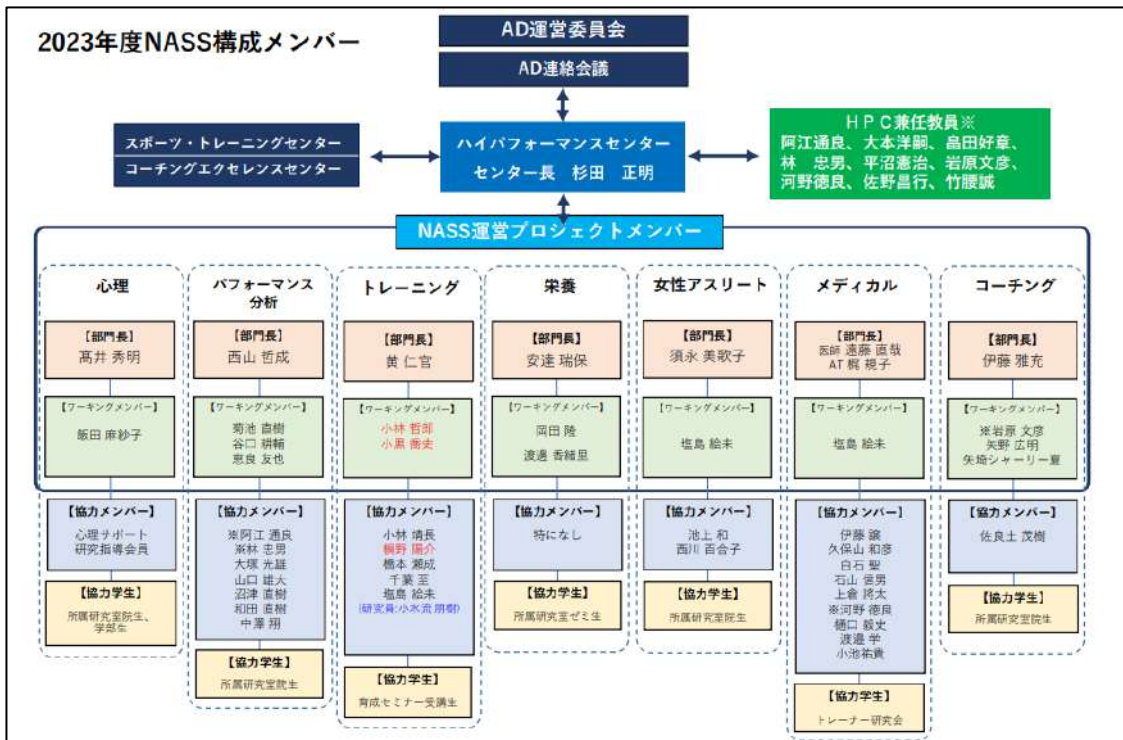 2023年度NASS構成メンバー
AD運営委員会
AD連絡会議
スポーツ・トレーニングセンター
コーチングエクセレンスセンター
ハイパフォーマンスセンター
センター長 杉田 正明
HPC兼任教員※
阿江通良、大本洋嗣、畠田好章、
林 忠男、平沼憲治、岩原文彦、
河野徳良、佐野昌行、竹腰誠
NASS運営プロジェクトメンバー
心理
【部門長】
髙井 秀明
【ワーキングメンバー】
飯田 麻紗子
【協力メンバー】
心理サポート
研究指導会員
【協力学生】
所属研究室院生、
学部生
パフォーマンス
分析
【部門長】
西山 哲成
【ワーキングメンバー】
菊池 直樹
谷口 耕輔
恵良 友也
【協力メンバー】
※阿江 通良
※林 忠男
大塚 光雄
山口 雄大
沼津 直樹
和田 直樹
中澤 翔
【協力学生】
所属研究室院生
トレーニング
【部門長】
黄 仁官
【ワーキングメンバー】
小林 哲郎
小黒 喬史
【協力メンバー】
小林 靖長
陽介
橋本 瀬成
千葉 至
塩島 絵未
(研究員:小水流 朋樹)
【協力学生】
育成セミナー受講生
栄養
【部門長】
安達 瑞保
【ワーキングメンバー】
岡田 隆
渡邊 香緒里
【協力メンバー】
特になし
【協力学生】
所属研究室ゼミ生
女性アスリート
【部門長】
須永 美歌子
【ワーキングメンバー】
塩島 絵未
【協力メンバー】
池上 和
西川 百合子
【協力学生】
所属研究室院生
メディカル
【部門長】
医師 遠藤 直哉
AT 梶 規子
【ワーキングメンバー】
塩島 絵未
【協力メンバー】
伊藤 譲
久保山 和彦
白石 聖
石山 信男
上倉 將太
※河野 徳良
樋口 毅史
渡邉 学
小池祐貴
【協力学生】
トレーナー研究会
コーチング
【部門長】
伊藤 雅充
【ワーキングメンバー】
※岩原 文彦
矢野 広明
矢埼シャーリー夏
【協力メンバー】
佐良土 茂樹
【協力学生】
所属研究室院生